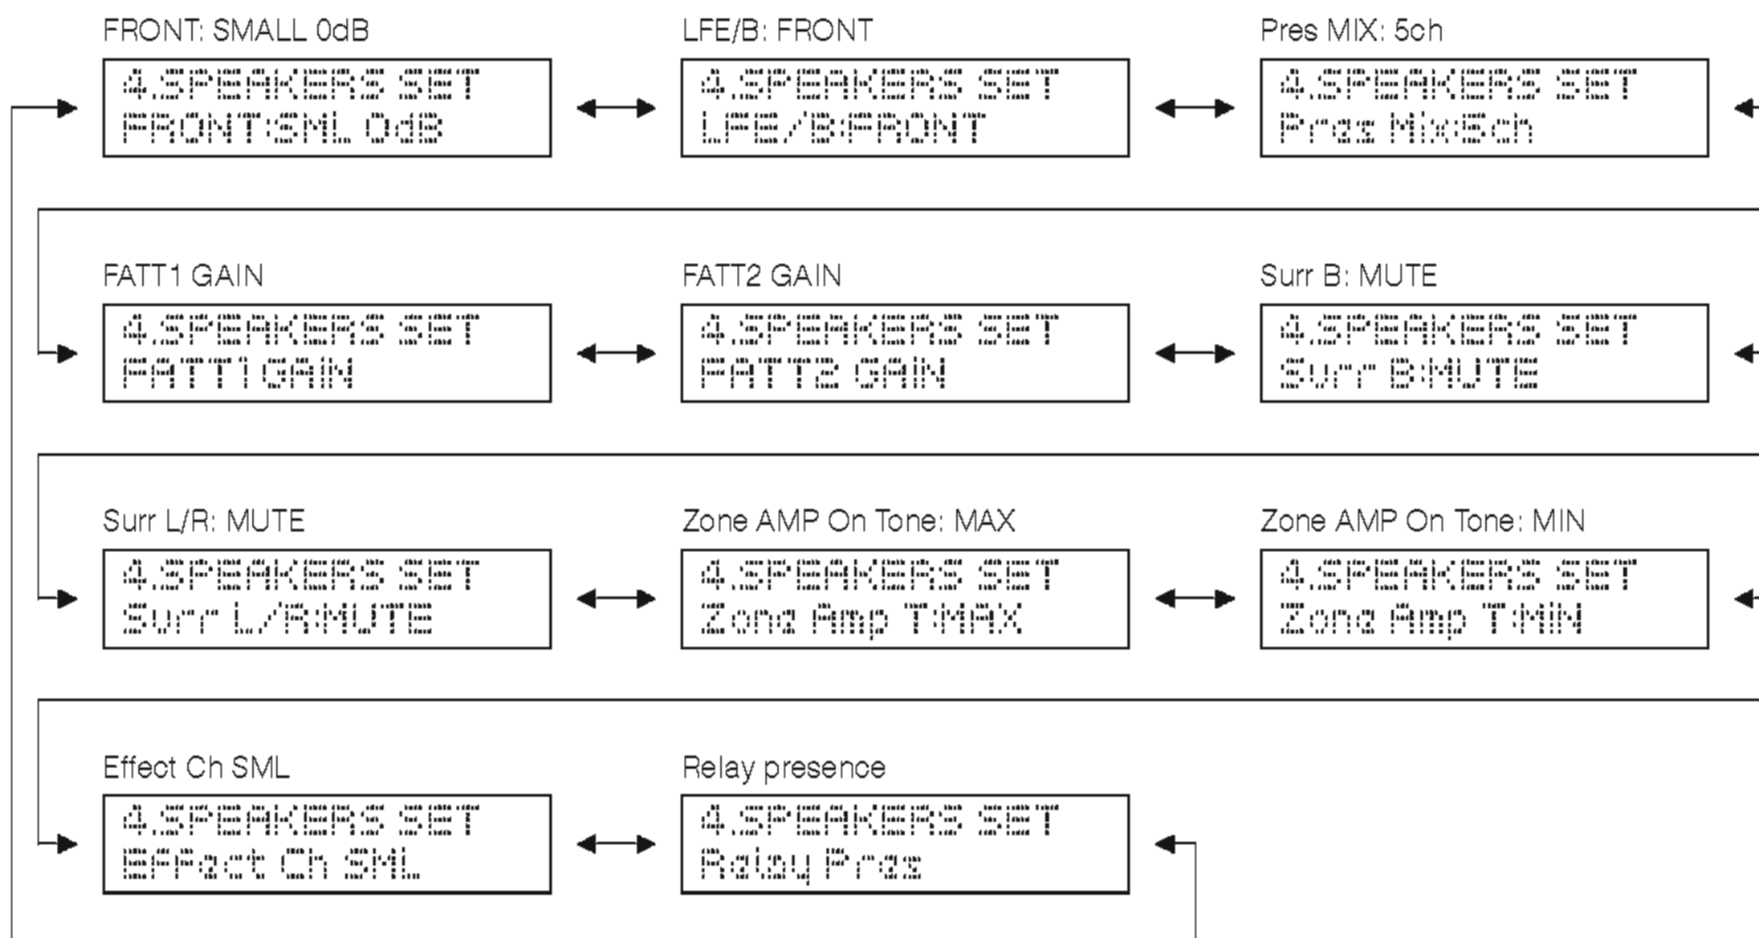 FRONT: SMALL 0dB
LFE/B: FRONT
Pres MIX: 5ch
4.SPEAKERS SET
FRONT:SML 0dB
4.SPEAKERS SET
LFE/B:FRONT
4.SPEAKERS SET
Pres Mix:5ch
FATT1 GAIN
FATT2 GAIN
Surr B: MUTE
4.SPEAKERS SET
FATT1 GAIN
4.SPEAKERS SET
FATT2 GAIN
4.SPEAKERS SET
Surr B:MUTE
Surr L/R: MUTE
Zone AMP On Tone: MAX
Zone AMP On Tone: MIN
4.SPEAKERS SET
Surr L/R:MUTE
4.SPEAKERS SET
Zone Amp T:MAX
4.SPEAKERS SET
Zone Amp T:MIN
Effect Ch SML
Relay presence
4.SPEAKERS SET
Effect Ch SML
4.SPEAKERS SET
Relay Pres